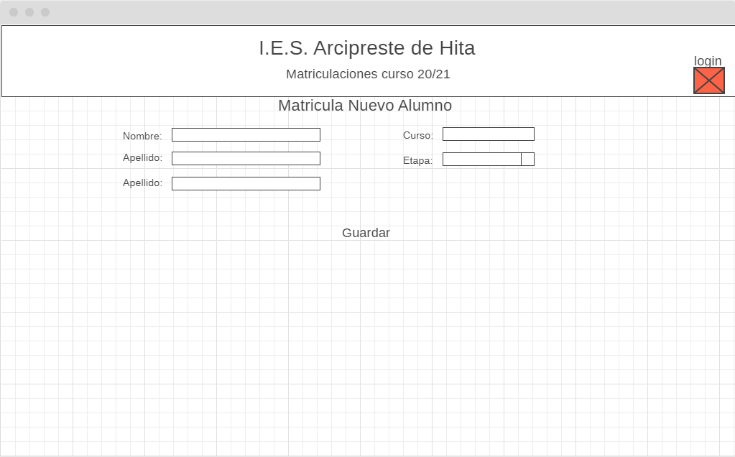 I.E.S. Arcipreste de Hita
Matriculaciones curso 20/21
login
Matricula Nuevo Alumno
Nombre:
Curso:
Apellido:
Etapa:
Apellido:
Guardar